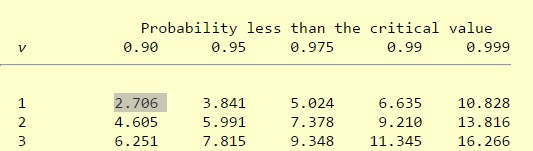 Probability less than the critical value
ν 0.90 0.95 0.975 0.99 0.999
1 2.706 3.841 5.024 6.635 10.828
2 4.605 5.991 7.378 9.210 13.816
3 6.251 7.815 9.348 11.345 16.266